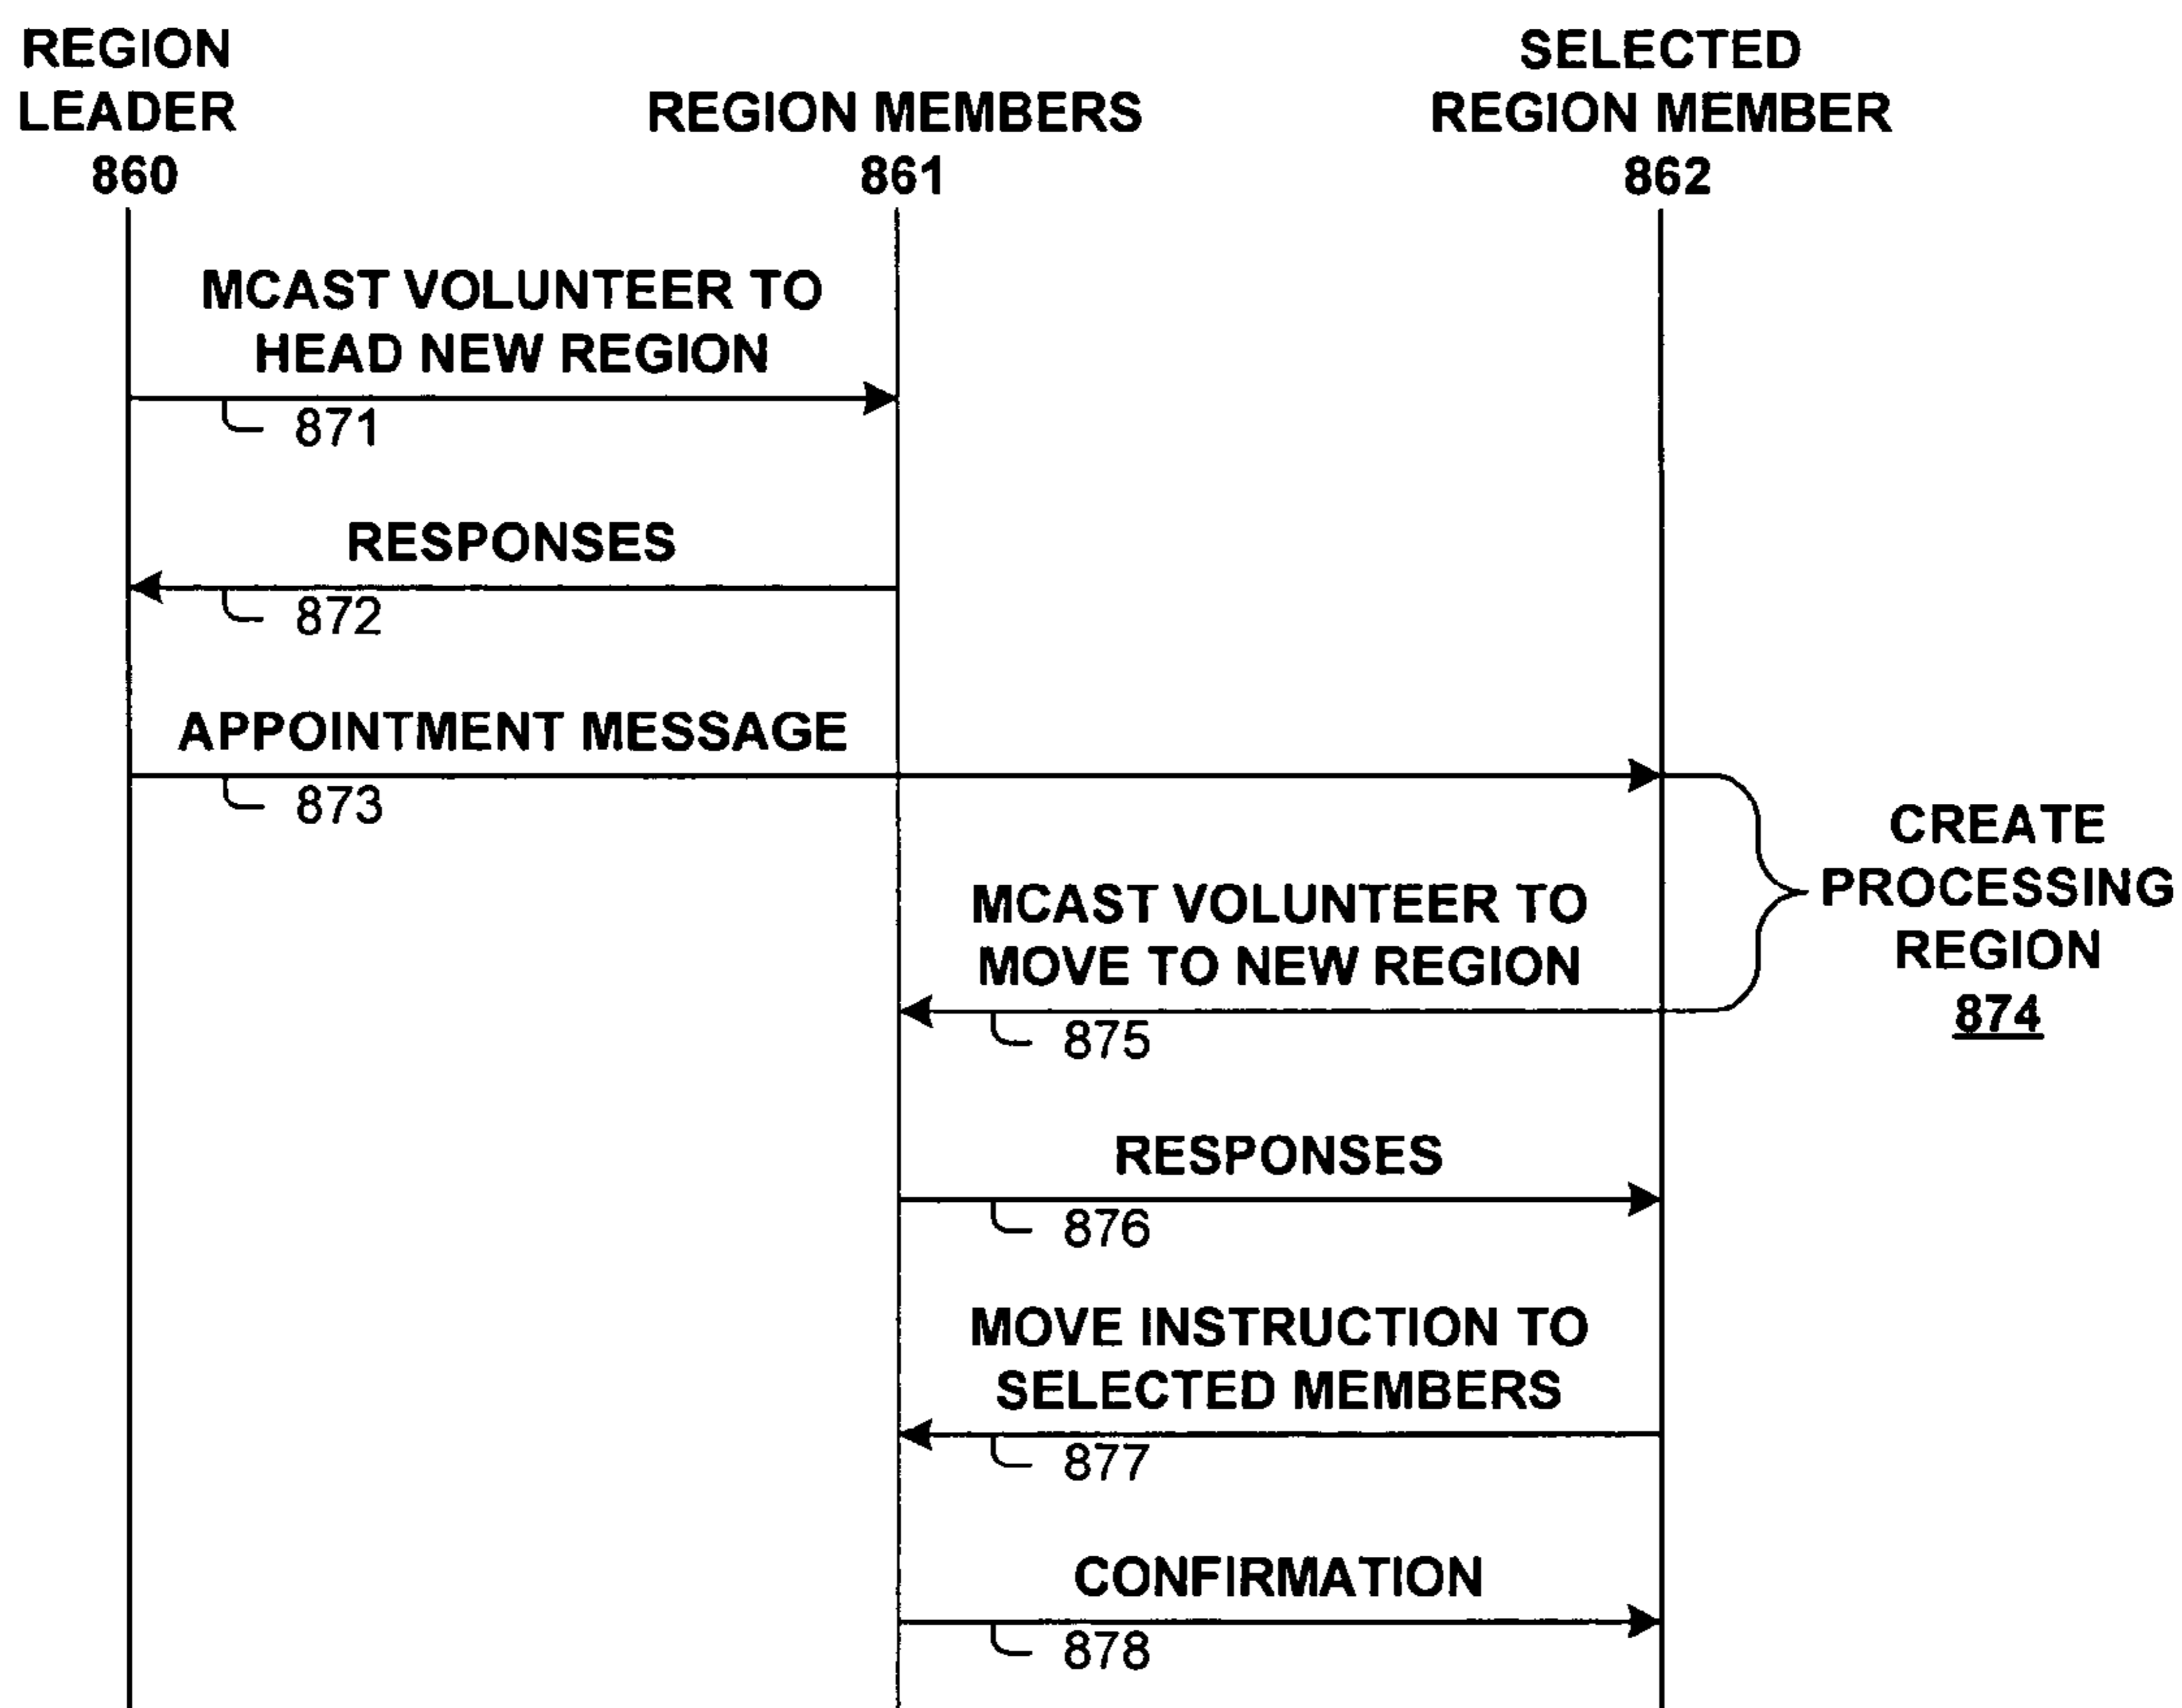 REGION
LEADER
860
REGION MEMBERS
861
SELECTED
REGION MEMBER
862
MCAST VOLUNTEER TO
HEAD NEW REGION
871
RESPONSES
872
APPOINTMENT MESSAGE
873
CREATE
PROCESSING
REGION
874
MCAST VOLUNTEER TO
MOVE TO NEW REGION
875
RESPONSES
876
MOVE INSTRUCTION TO
SELECTED MEMBERS
877
CONFIRMATION
878